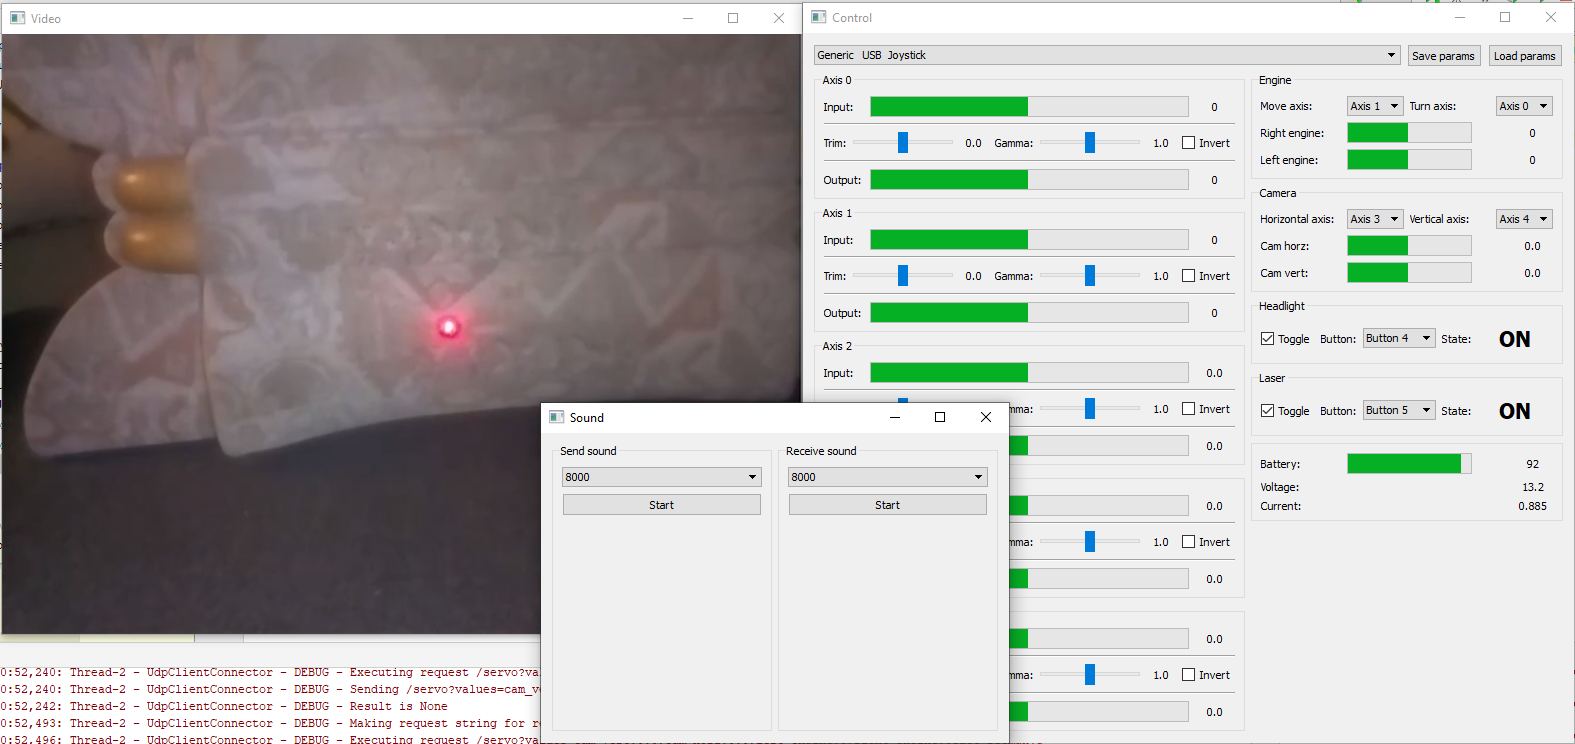 Video
Control
Generic   USB  Joystick
Save params
Load params
Axis 0
Input:
0
Trim:
0.0
Gamma:
1.0
Invert
Output:
0
Axis 1
Input:
0
Trim:
0.0
Gamma:
1.0
Invert
Output:
0
Axis 2
Input:
0.0
1.0
Invert
0.0
0.0
1.0
Invert
0.0
0.0
1.0
Invert
0.0
Engine
Move axis:
Axis 1
Turn axis:
Axis 0
Right engine:
0
Left engine:
0
Camera
Horizontal axis:
Axis 3
Vertical axis:
Axis 4
Cam horz:
0.0
Cam vert:
0.0
Headlight
Toggle
Button:
Button 4
State:
ON
Laser
Toggle
Button:
Button 5
State:
ON
Battery:
92
Voltage:
13.2
Current:
0.885
Sound
Send sound
8000
Start
Receive sound
8000
Start
0:52,240: Thread-2 - UdpClientConnector - DEBUG - Executing request /servo?va
0:52,240: Thread-2 - UdpClientConnector - DEBUG - Sending /servo?values=cam_v
0:52,242: Thread-2 - UdpClientConnector - DEBUG - Result is None
0:52,493: Thread-2 - UdpClientConnector - DEBUG - Making request string for r
0:52,496: Thread-2 - UdpClientConnector - DEBUG - Executing request